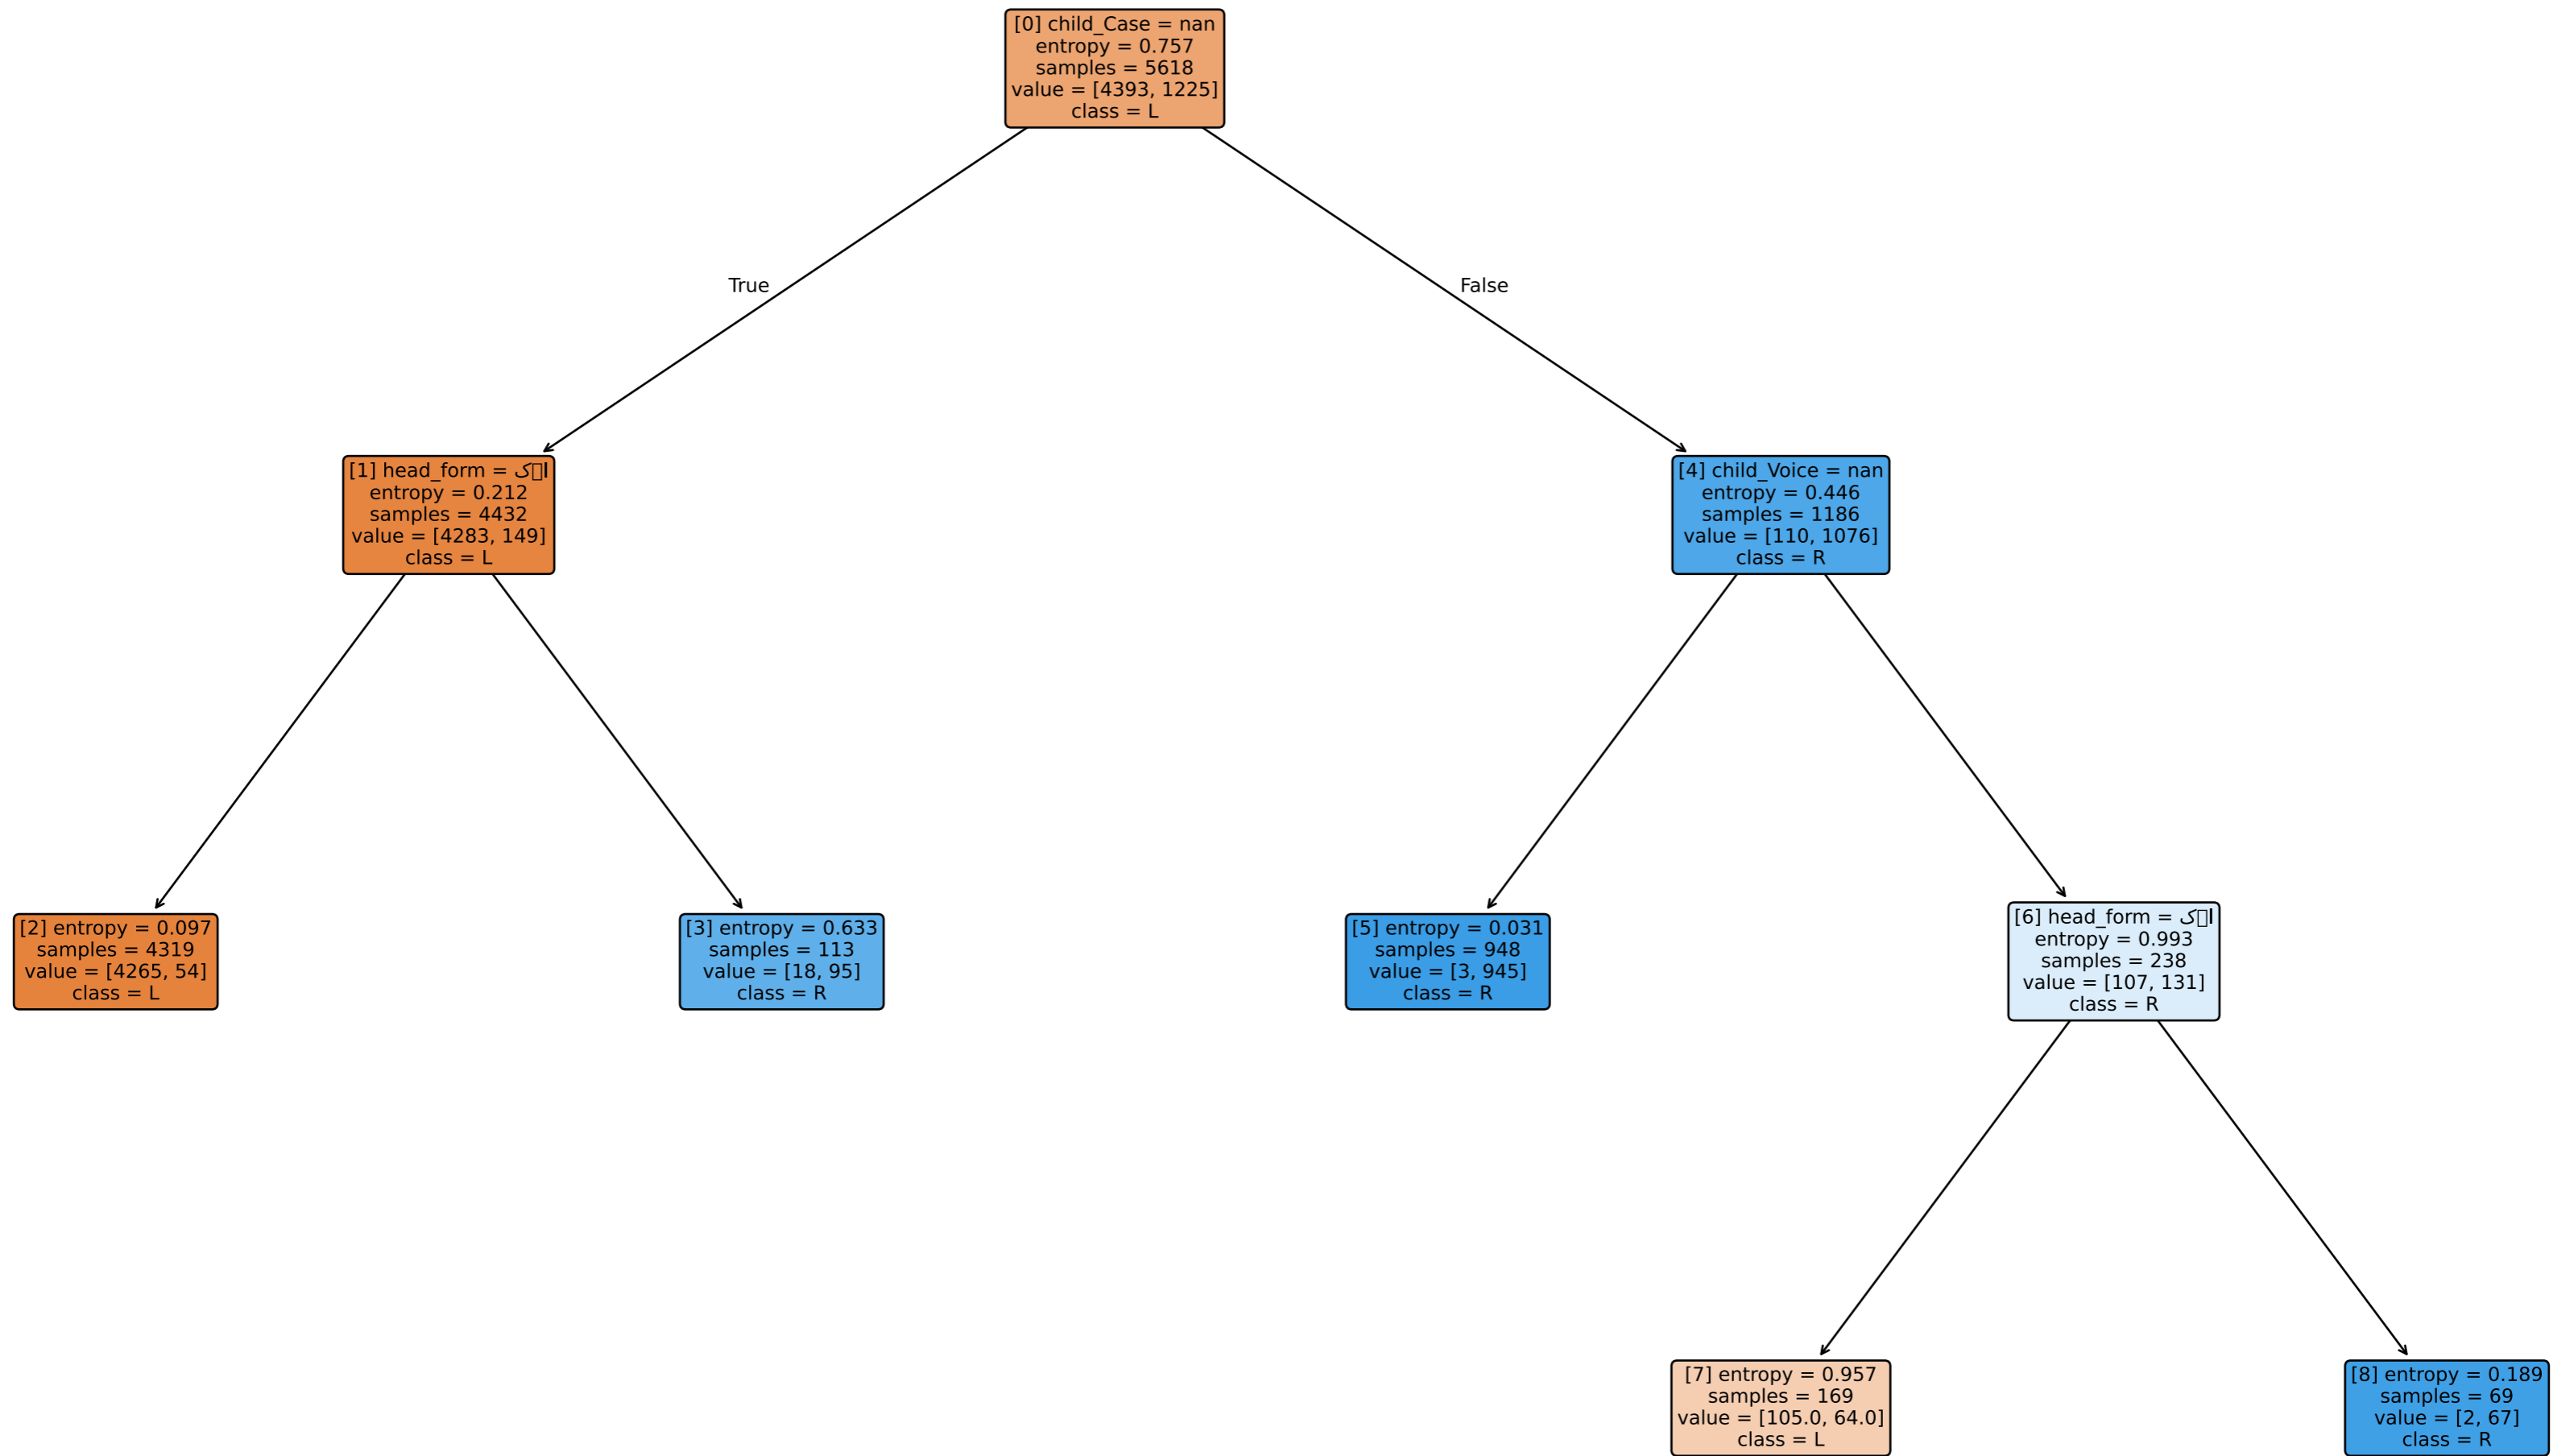 [0] child_Case = nan
entropy = 0.757
samples = 5618
value = [4393, 1225]
class = L
True
False
[1] head_form =
entropy = 0.212
samples = 4432
value = [4283, 149]
class = L
[4] child_Voice = nan
entropy = 0.446
samples = 1186
value = [110, 1076]
class = R
[2] entropy = 0.097
samples = 4319
value = [4265, 54]
class = L
[3] entropy = 0.633
samples = 113
value = [18, 95]
class = R
[5] entropy = 0.031
samples = 948
value = [3, 945]
class = R
[6] head_form =
entropy = 0.993
samples = 238
value = [107, 131]
class = R
[7] entropy = 0.957
samples = 169
value = [105.0, 64.0]
class = L
[8] entropy = 0.189
samples = 69
value = [2, 67]
class = R